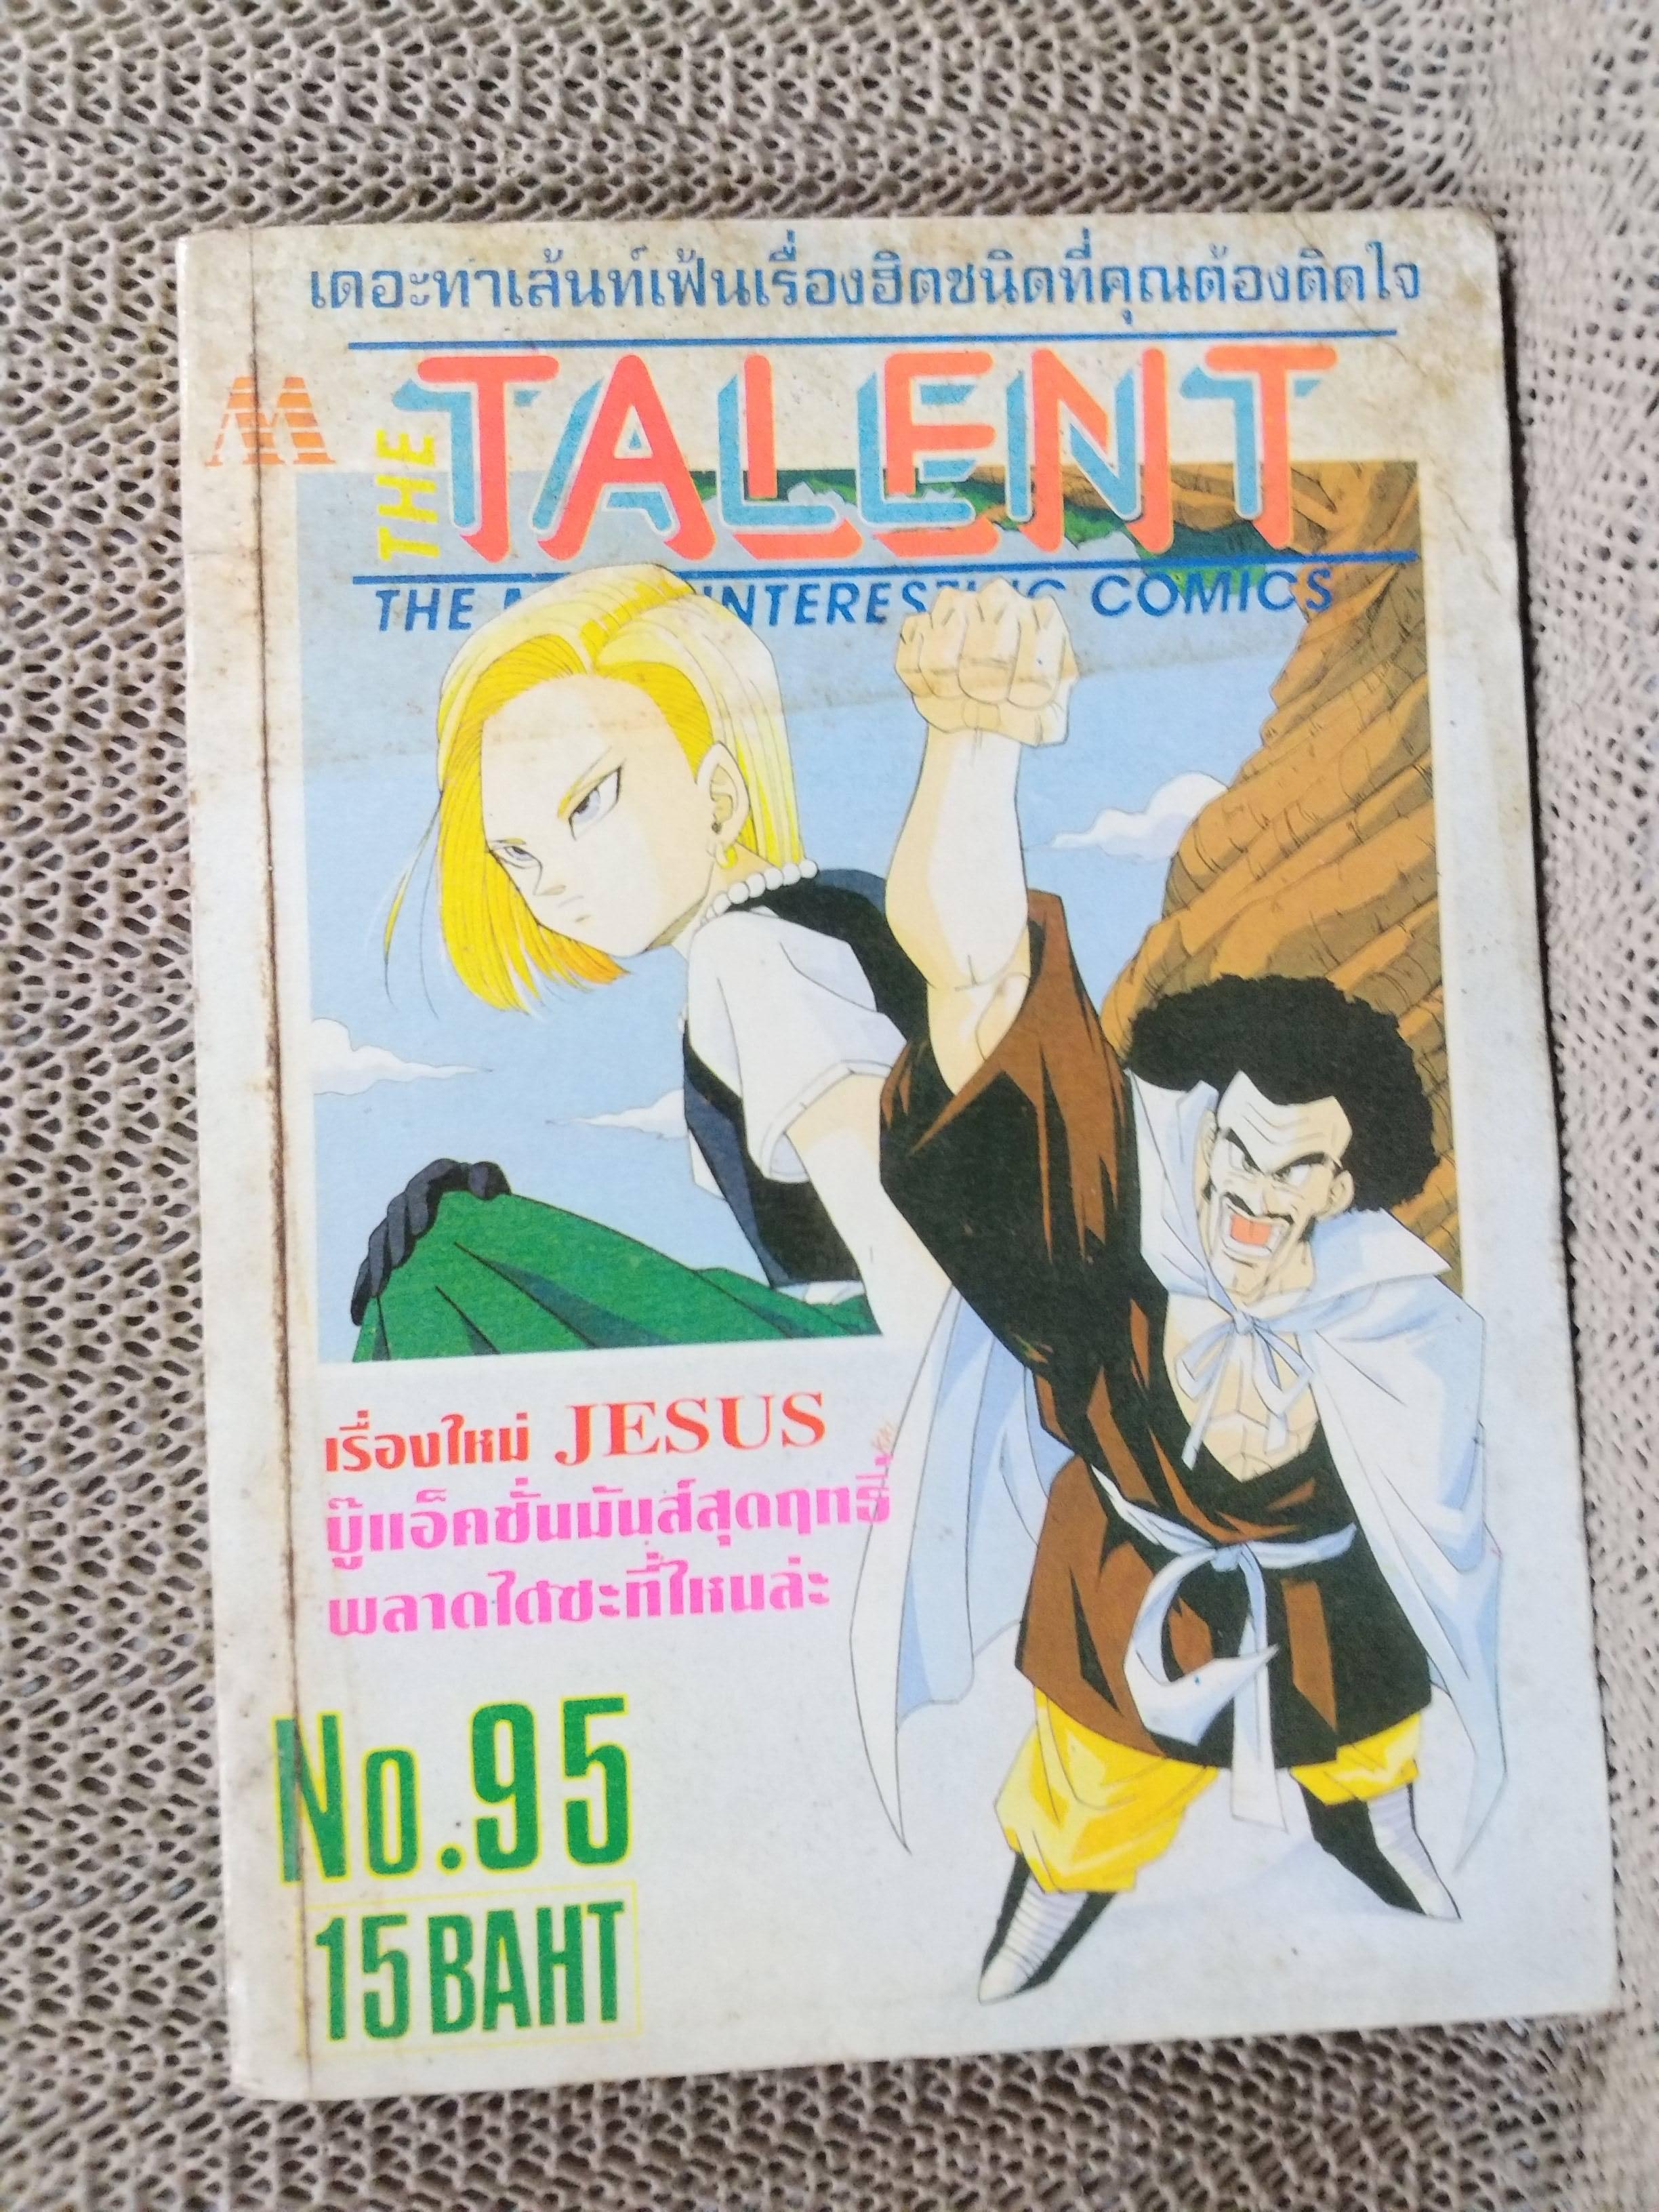 เดอะทาเล้นท์เฟ้นเรื่องฮิตชนิดที่คุณต้องติดใจ
M
THE TALENT
THE INTERESTING COMICS
เรื่องใหม่ JESUS
บู๊แอ็คชั่นมันส์สุดฤทธิ์
พลาดได้ซะที่ไหนล่ะ
No.95
15 BAHT